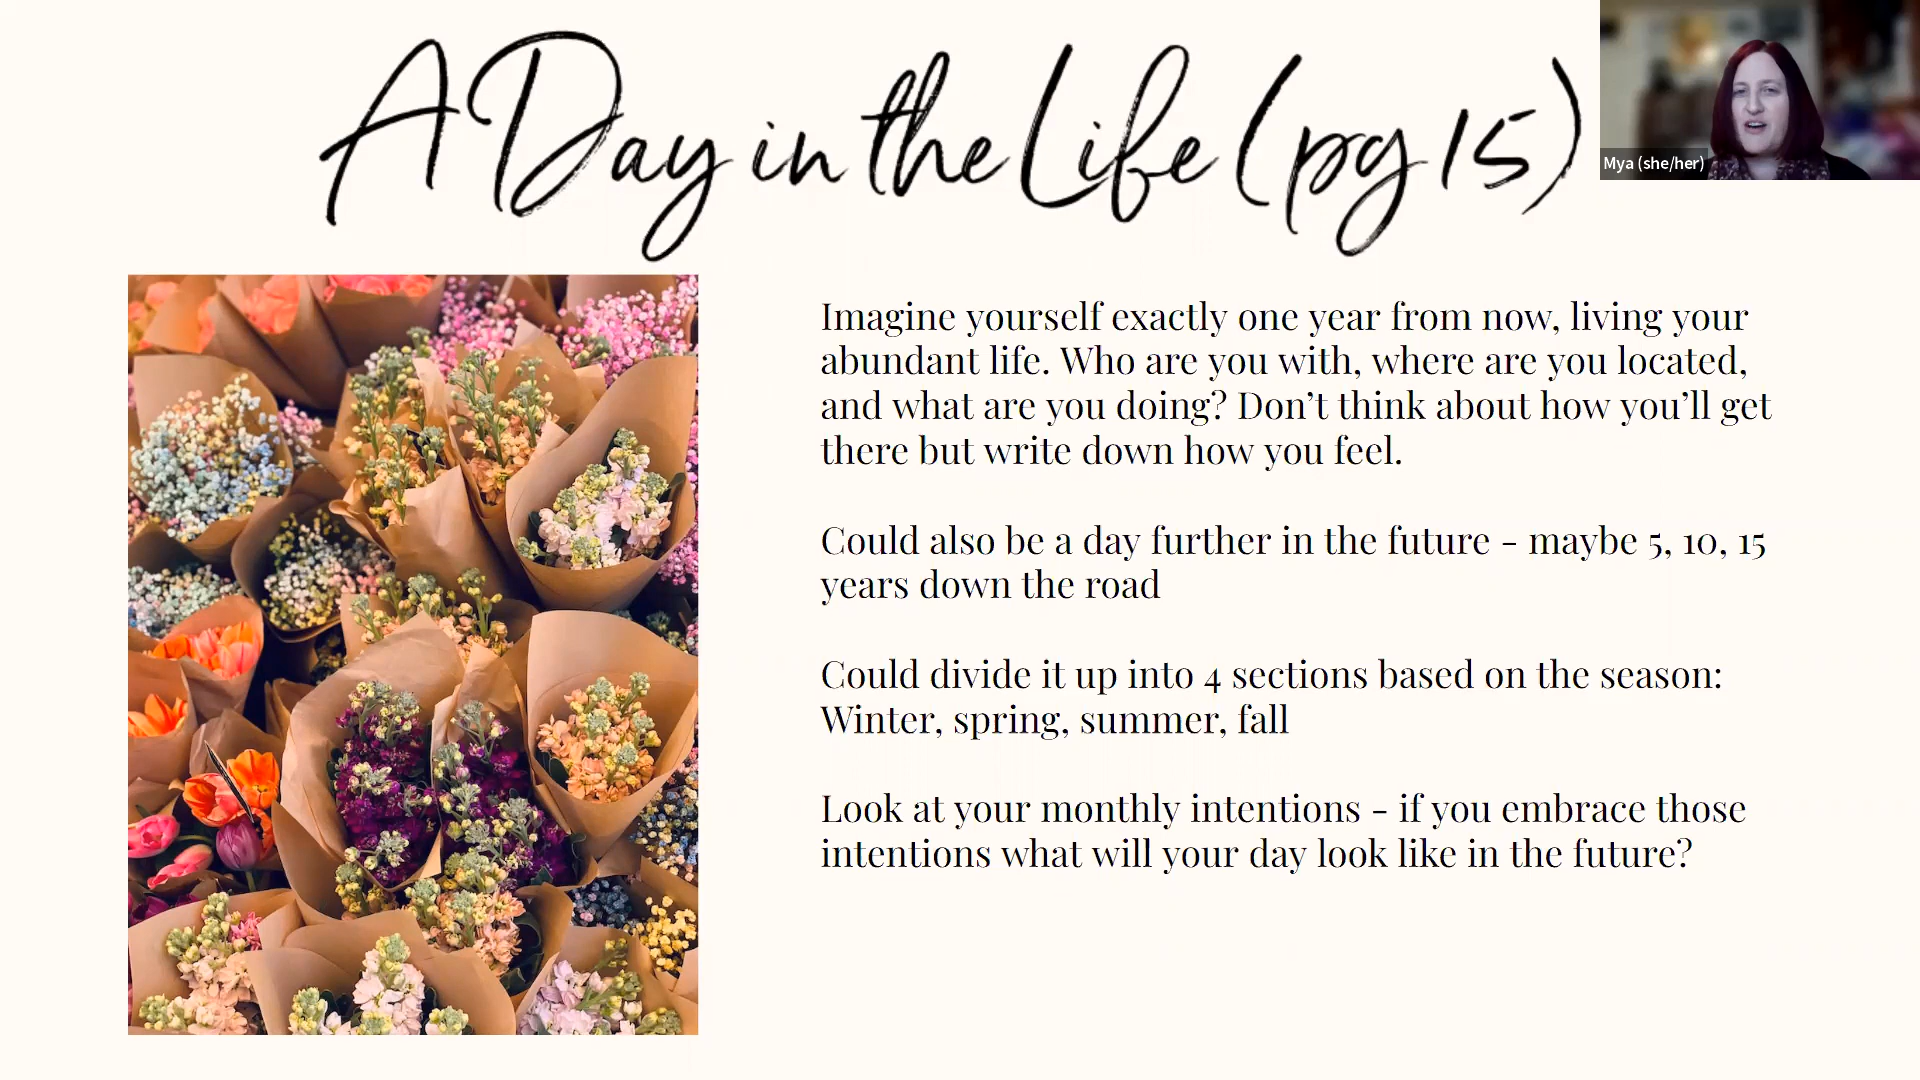 A Day in the Life (pg 15)
Mya (she/her)
Imagine yourself exactly one year from now, living your
abundant life. Who are you with, where are you located,
and what are you doing? Don’t think about how you’ll get
there but write down how you feel.
Could also be a day further in the future - maybe 5, 10, 15
years down the road
Could divide it up into 4 sections based on the season:
Winter, spring, summer, fall
Look at your monthly intentions - if you embrace those
intentions what will your day look like in the future?